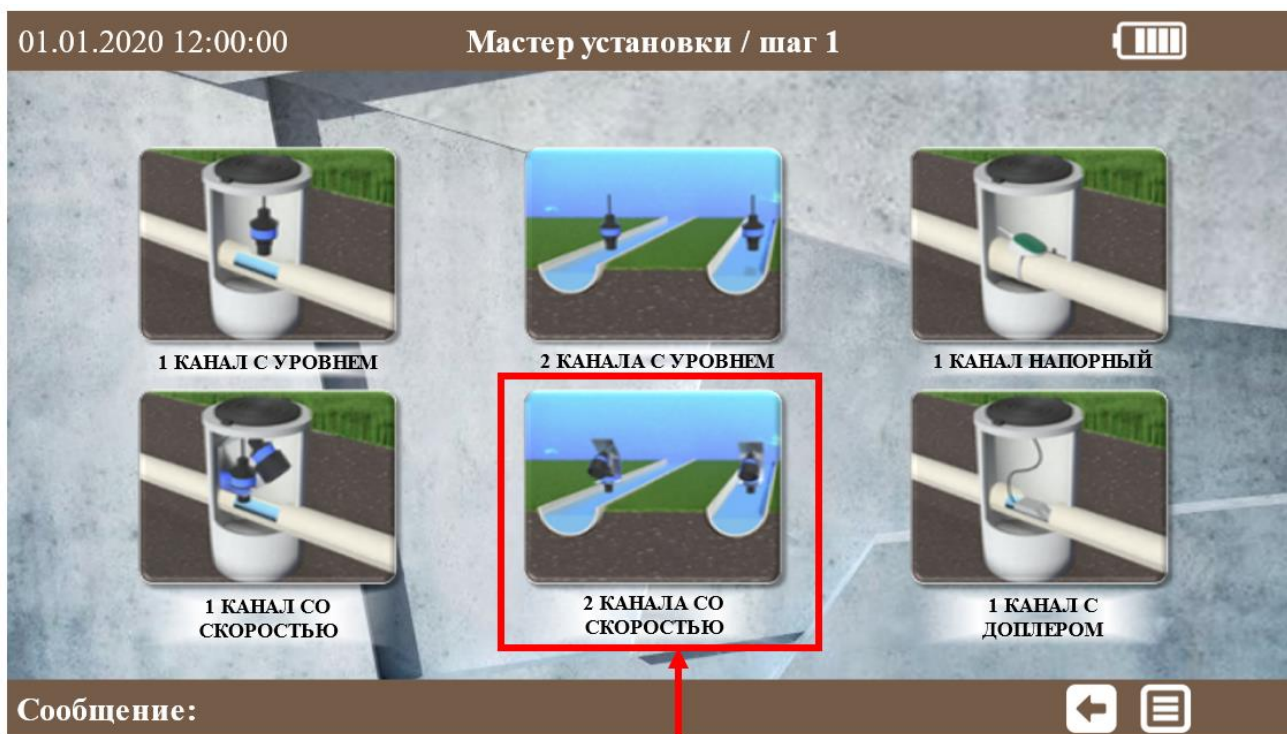 01.01.2020 12:00:00 Мастер установки / шаг 1
1 КАНАЛ С УРОВНЕМ
2 КАНАЛА С УРОВНЕМ
1 КАНАЛ НАПОРНЫЙ
1 КАНАЛ СО
СКОРОСТЬЮ
2 КАНАЛА СО
СКОРОСТЬЮ
1 КАНАЛ С
ДОПЛЕРОМ
Сообщение: